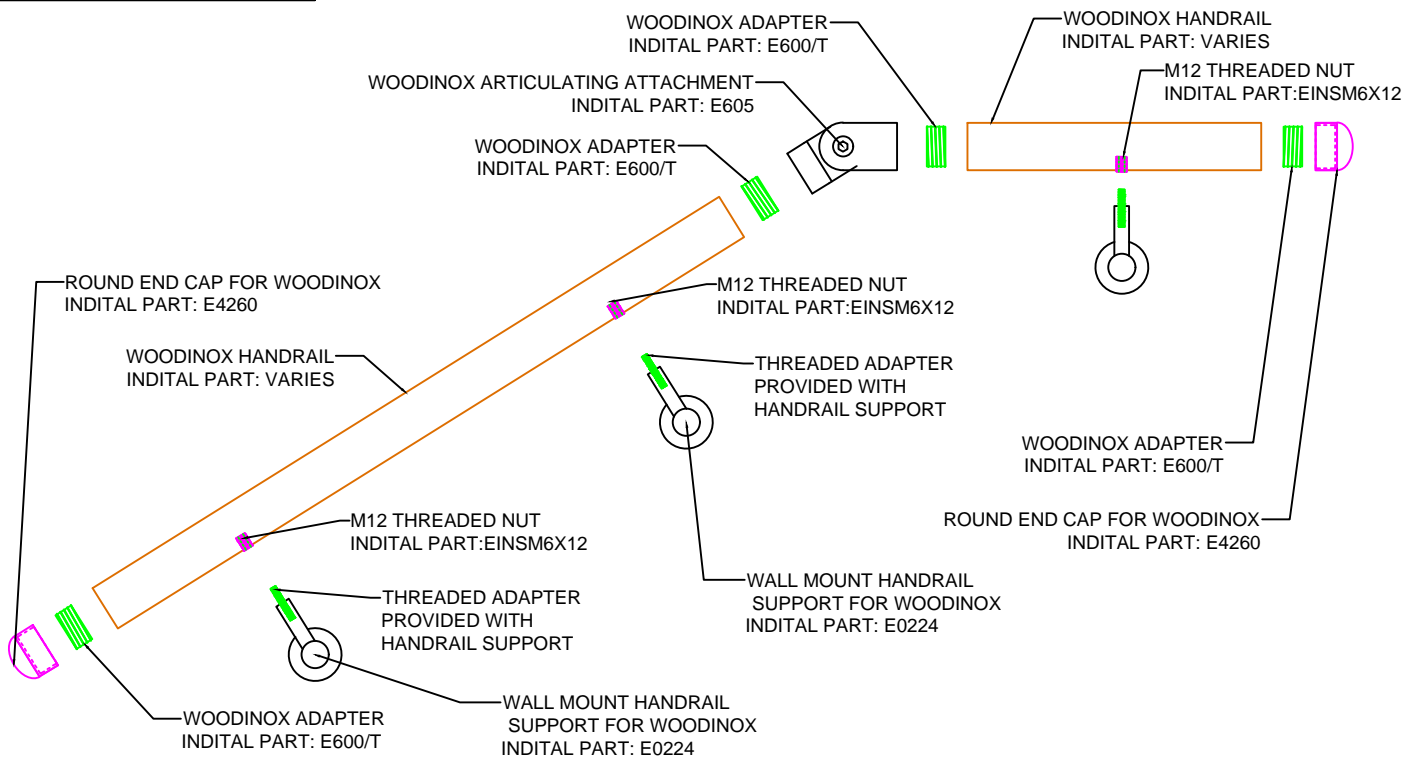 WOODINOX ADAPTER
INDITAL PART: E600/T
WOODINOX HANDRAIL
INDITAL PART: VARIES
M12 THREADED NUT
INDITAL PART:EINSM6X12
WOODINOX ARTICULATING ATTACHMENT
INDITAL PART: E605
WOODINOX ADAPTER
INDITAL PART: E600/T
ROUND END CAP FOR WOODINOX
INDITAL PART: E4260
M12 THREADED NUT
INDITAL PART:EINSM6X12
WOODINOX HANDRAIL
INDITAL PART: VARIES
THREADED ADAPTER
PROVIDED WITH
HANDRAIL SUPPORT
WOODINOX ADAPTER
INDITAL PART: E600/T
ROUND END CAP FOR WOODINOX
INDITAL PART: E4260
M12 THREADED NUT
INDITAL PART:EINSM6X12
WALL MOUNT HANDRAIL
SUPPORT FOR WOODINOX
INDITAL PART: E0224
THREADED ADAPTER
PROVIDED WITH
HANDRAIL SUPPORT
WALL MOUNT HANDRAIL
SUPPORT FOR WOODINOX
INDITAL PART: E0224
WOODINOX ADAPTER
INDITAL PART: E600/T